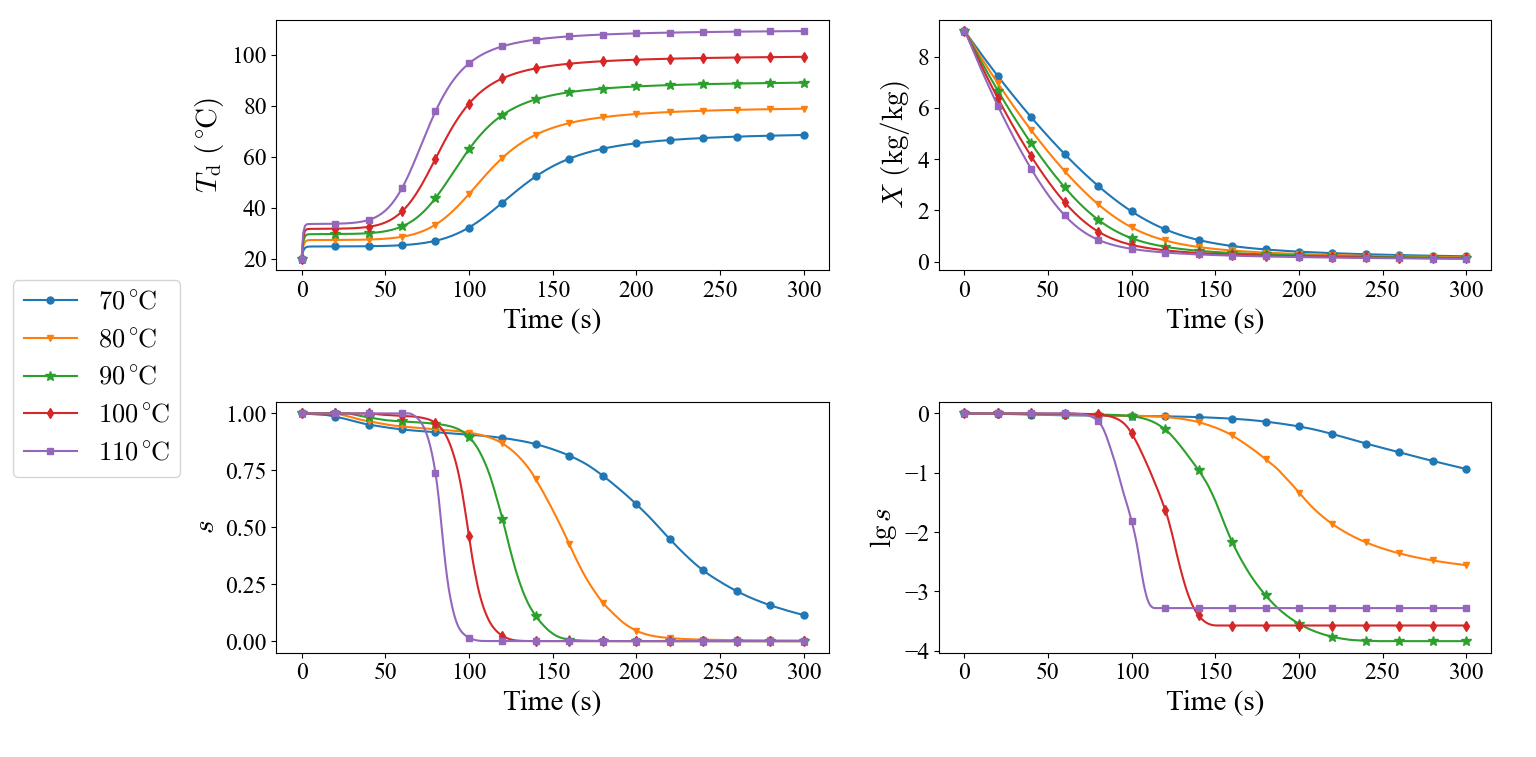 100
80
60
40
20
T_d (°C)
0 50 100 150 200 250 300
Time (s)
8
6
4
2
0
X (kg/kg)
0 50 100 150 200 250 300
Time (s)
70 °C
80 °C
90 °C
100 °C
110 °C
1.00
0.75
0.50
0.25
0.00
s
0 50 100 150 200 250 300
Time (s)
0
−1
−2
−3
−4
lg s
0 50 100 150 200 250 300
Time (s)